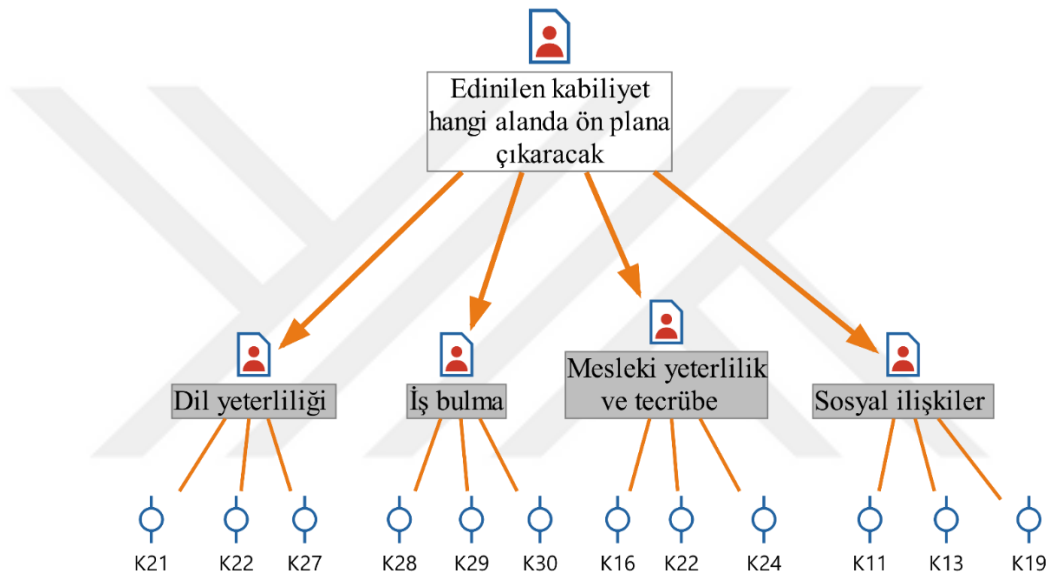 Edinilen kabiliyet
hangi alanda ön plana
çıkaracak
Dil yeterliliği
İş bulma
Mesleki yeterlilik
ve tecrübe
Sosyal ilişkiler
K21
K22
K27
K28
K29
K30
K16
K22
K24
K11
K13
K19